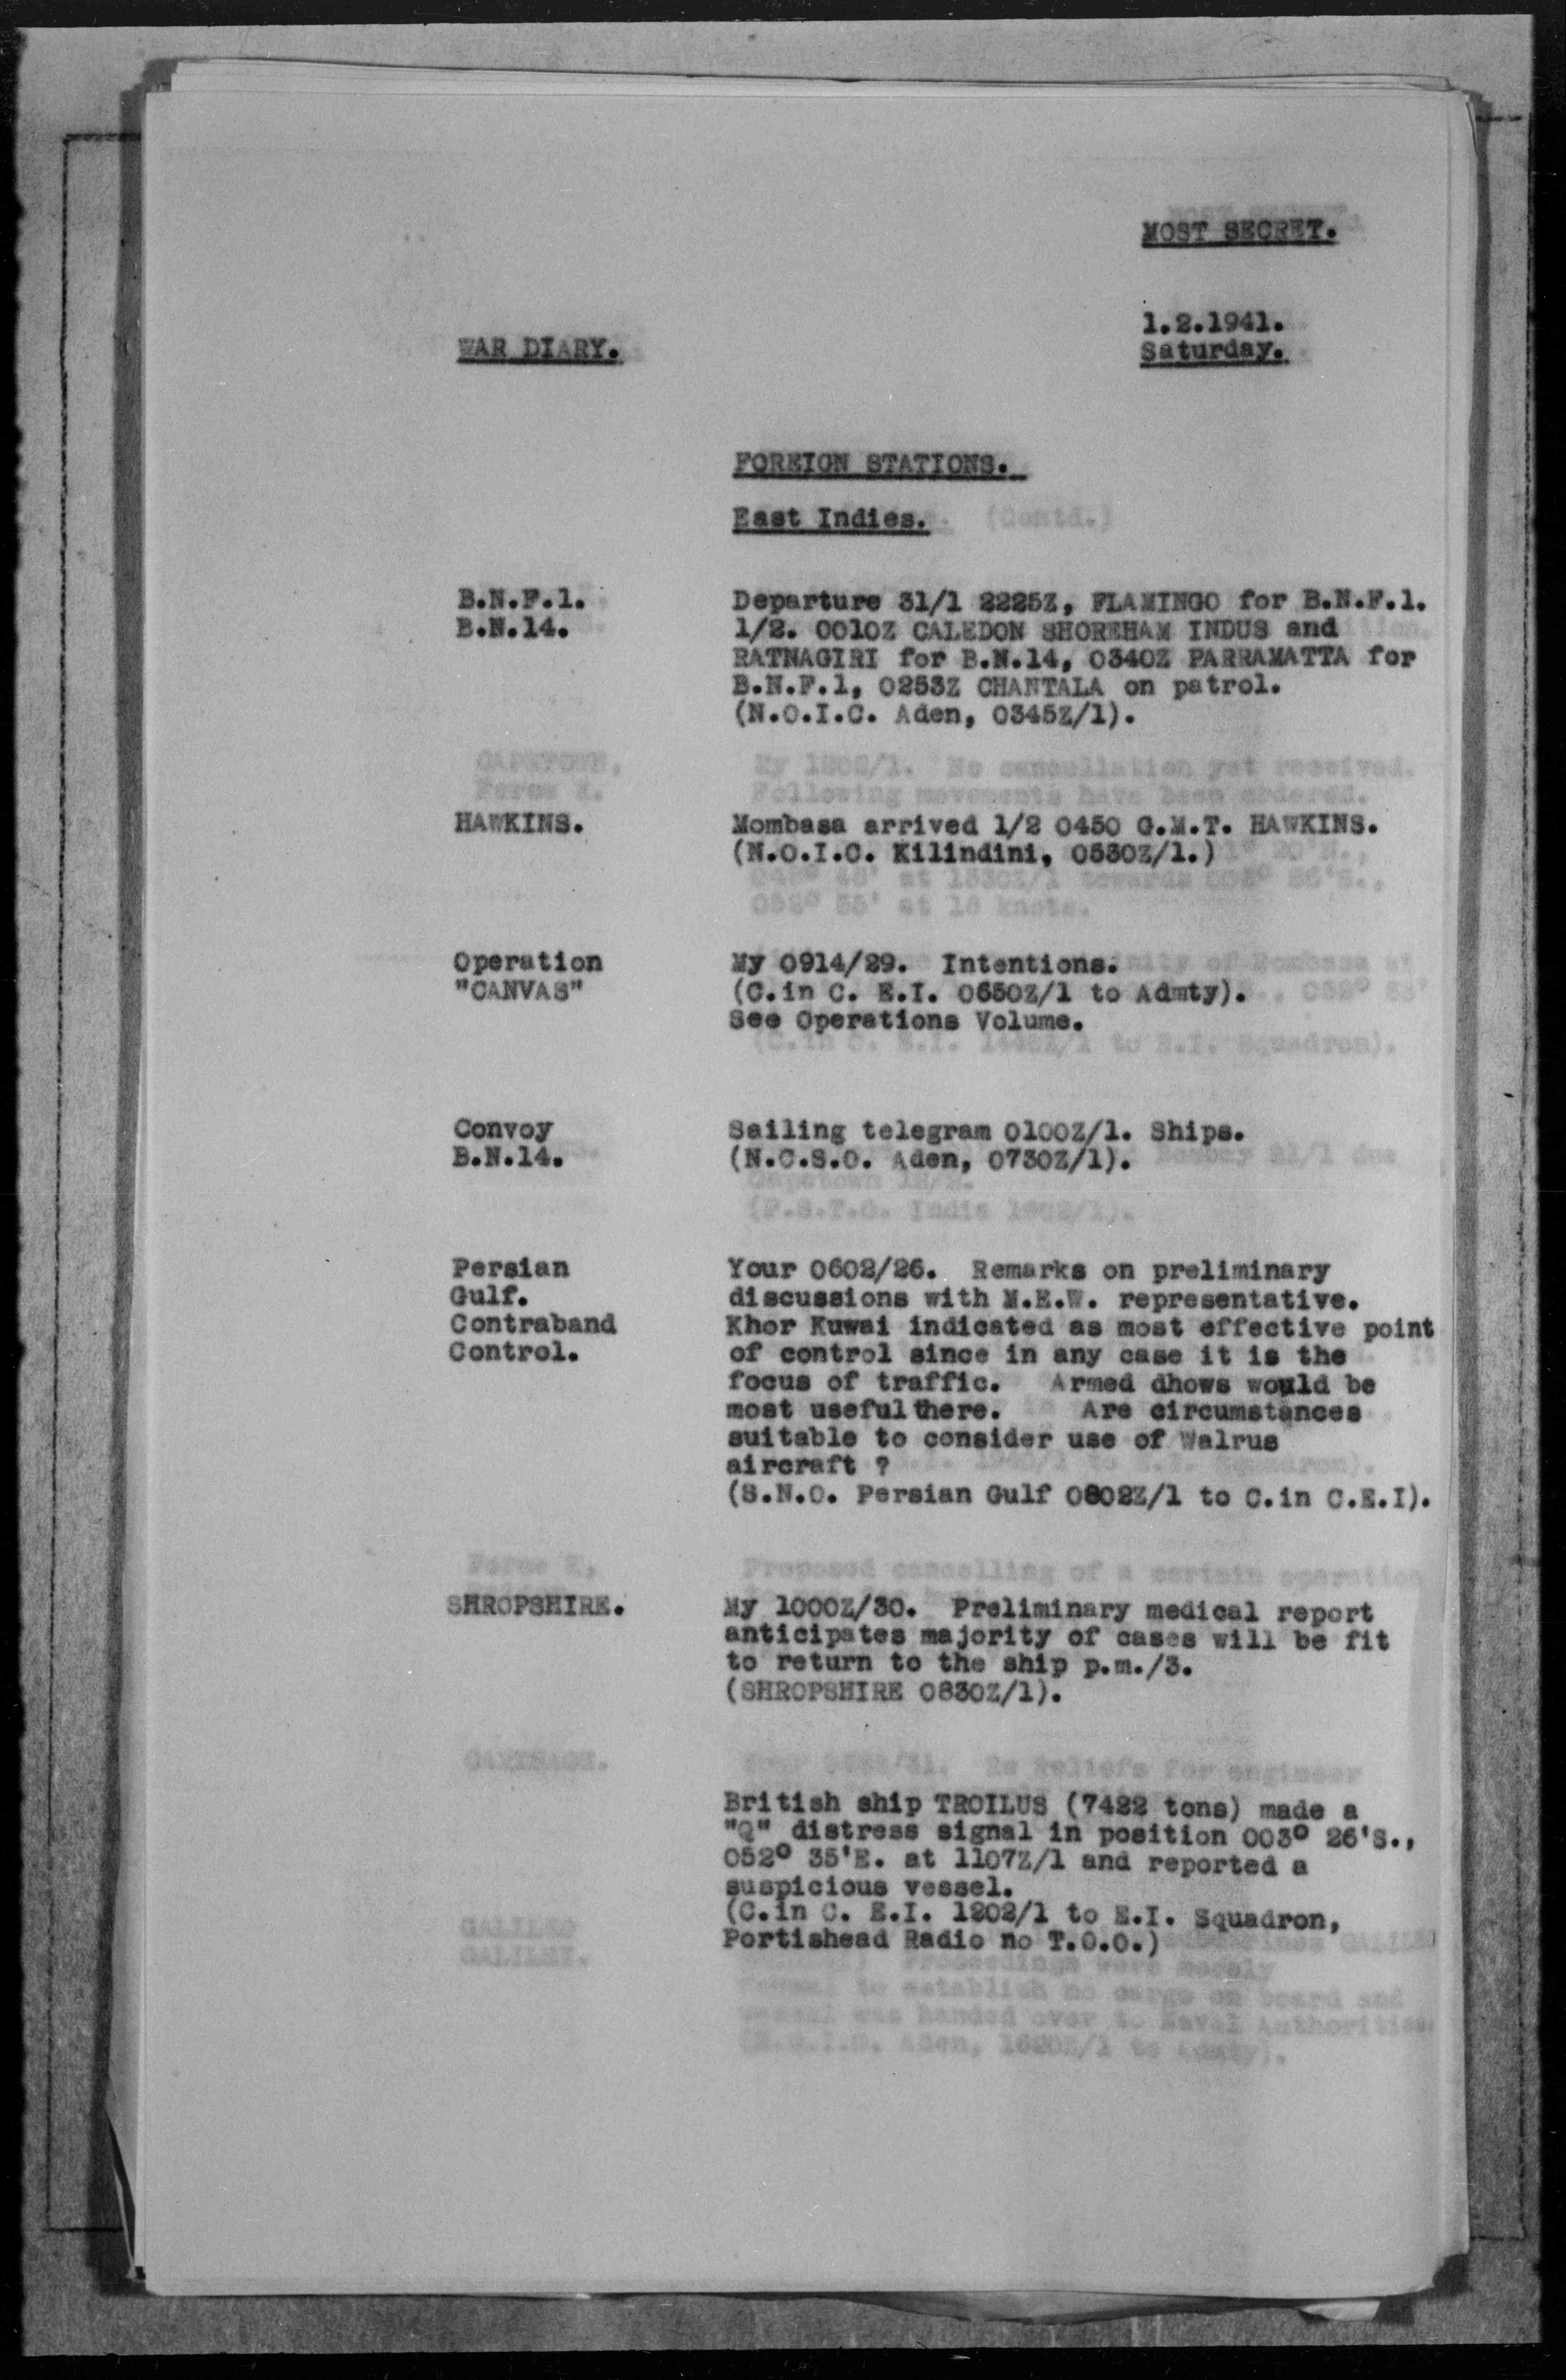 MOST SECRET.
1.2.1941.
Saturday.
WAR DIARY.
FOREIGN STATIONS.
East Indies.
(Contd.)
B.N.F.1.
B.N.14.
Departure 31/1 2225Z, FLAMINGO for B.N.F.1.
1/2. 0010Z CALEDON SHOREHAM INDUS and
RATNAGIRI for B.N.14, 0340Z PARRAMATTA for
B.N.F.1, 0253Z CHANTALA on patrol.
(N.O.I.C. Aden, 0345Z/1).
HAWKINS.
Mombasa arrived 1/2 0450 G.M.T. HAWKINS.
(N.O.I.C. Kilindini, 0530Z/1.)
Operation
"CANVAS"
My 0914/29. Intentions.
(C.in C. E.I. 0650Z/1 to Admty).
See Operations Volume.
Convoy
B.N.14.
Sailing telegram 0100Z/1. Ships.
(N.C.S.O. Aden, 0730Z/1).
Persian
Gulf.
Contraband
Control.
Your 0602/26. Remarks on preliminary
discussions with M.E.W. representative.
Khor Kuwai indicated as most effective point
of control since in any case it is the
focus of traffic. Armed dhows would be
most useful there. Are circumstances
suitable to consider use of Walrus
aircraft ?
(S.N.O. Persian Gulf 0802Z/1 to C.in C.E.I).
SHROPSHIRE.
My 1000Z/30. Preliminary medical report
anticipates majority of cases will be fit
to return to the ship p.m./3.
(SHROPSHIRE 0830Z/1).
British ship TROILUS (7422 tons) made a
"Q" distress signal in position 003° 26'S.,
052° 35'E. at 1107Z/1 and reported a
suspicious vessel.
(C.in C. E.I. 1202/1 to E.I. Squadron,
Portishead Radio no T.O.O.)